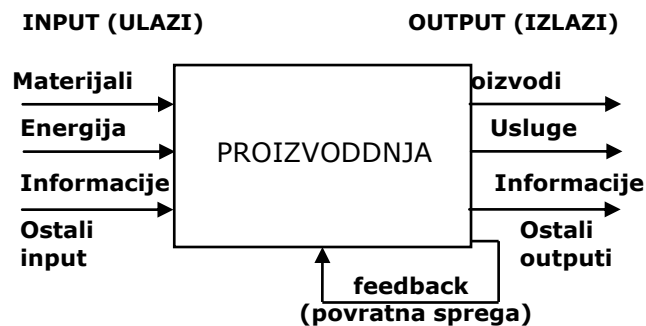 INPUT (ULAZI)
OUTPUT (IZLAZI)
Materijali
Energija
Informacije
Ostali
input
PROIZVODDNJA
oizvodi
Usluge
Informacije
Ostali
outputi
feedback
(povratna sprega)